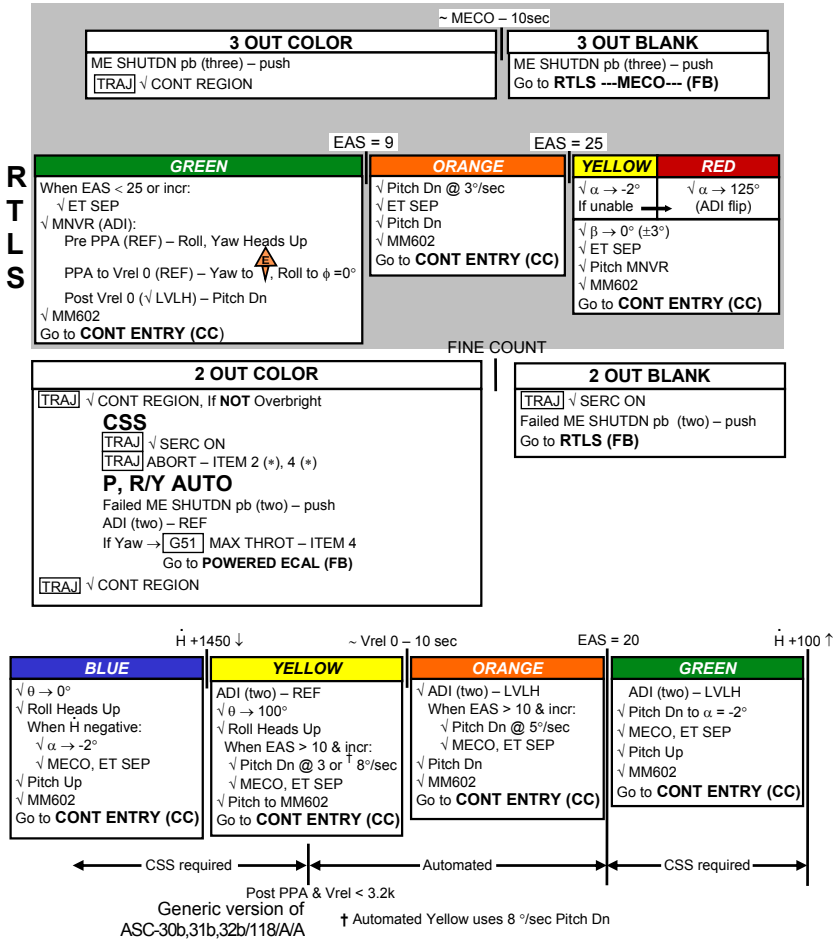 ~ MECO – 10sec
3 OUT COLOR
ME SHUTDN pb (three) – push
TRAJ √ CONT REGION
3 OUT BLANK
ME SHUTDN pb (three) – push
Go to RTLS ---MECO--- (FB)
RTLS
EAS = 9
EAS = 25
GREEN
When EAS < 25 or incr:
√ ET SEP
√ MNVR (ADI):
Pre PPA (REF) – Roll, Yaw Heads Up
PPA to Vrel 0 (REF) – Yaw to E, Roll to ϕ =0°
Post Vrel 0 (√ LVLH) – Pitch Dn
√ MM602
Go to CONT ENTRY (CC)
ORANGE
√ Pitch Dn @ 3°/sec
√ ET SEP
√ Pitch Dn
√ MM602
Go to CONT ENTRY (CC)
YELLOW
√ α → -2°
If unable
RED
√ α → 125°
(ADI flip)
√ β → 0° (±3°)
√ ET SEP
√ Pitch MNVR
√ MM602
Go to CONT ENTRY (CC)
FINE COUNT
2 OUT COLOR
TRAJ √ CONT REGION, If NOT Overbright
CSS
TRAJ √ SERC ON
TRAJ ABORT – ITEM 2 (∗), 4 (∗)
P, R/Y AUTO
Failed ME SHUTDN pb (two) – push
ADI (two) – REF
If Yaw → G51 MAX THROT – ITEM 4
Go to POWERED ECAL (FB)
TRAJ √ CONT REGION
2 OUT BLANK
TRAJ √ SERC ON
Failed ME SHUTDN pb (two) – push
Go to RTLS (FB)
Ḣ +1450 ↓
~ Vrel 0 – 10 sec
EAS = 20
Ḣ +100 ↑
BLUE
√ θ → 0°
√ Roll Heads Up
When Ḣ negative:
√ α → -2°
√ MECO, ET SEP
√ Pitch Up
√ MM602
Go to CONT ENTRY (CC)
YELLOW
ADI (two) – REF
√ θ → 100°
√ Roll Heads Up
When EAS > 10 & incr:
√ Pitch Dn @ 3 or † 8°/sec
√ MECO, ET SEP
√ Pitch to MM602
Go to CONT ENTRY (CC)
ORANGE
√ ADI (two) – LVLH
When EAS > 10 & incr:
√ Pitch Dn @ 5°/sec
√ MECO, ET SEP
√ Pitch Dn
√ MM602
Go to CONT ENTRY (CC)
GREEN
ADI (two) – LVLH
√ Pitch Dn to α = -2°
√ MECO, ET SEP
√ Pitch Up
√ MM602
Go to CONT ENTRY (CC)
CSS required
Automated
CSS required
Post PPA & Vrel < 3.2k
Generic version of
ASC-30b,31b,32b/118/A/A
† Automated Yellow uses 8 °/sec Pitch Dn